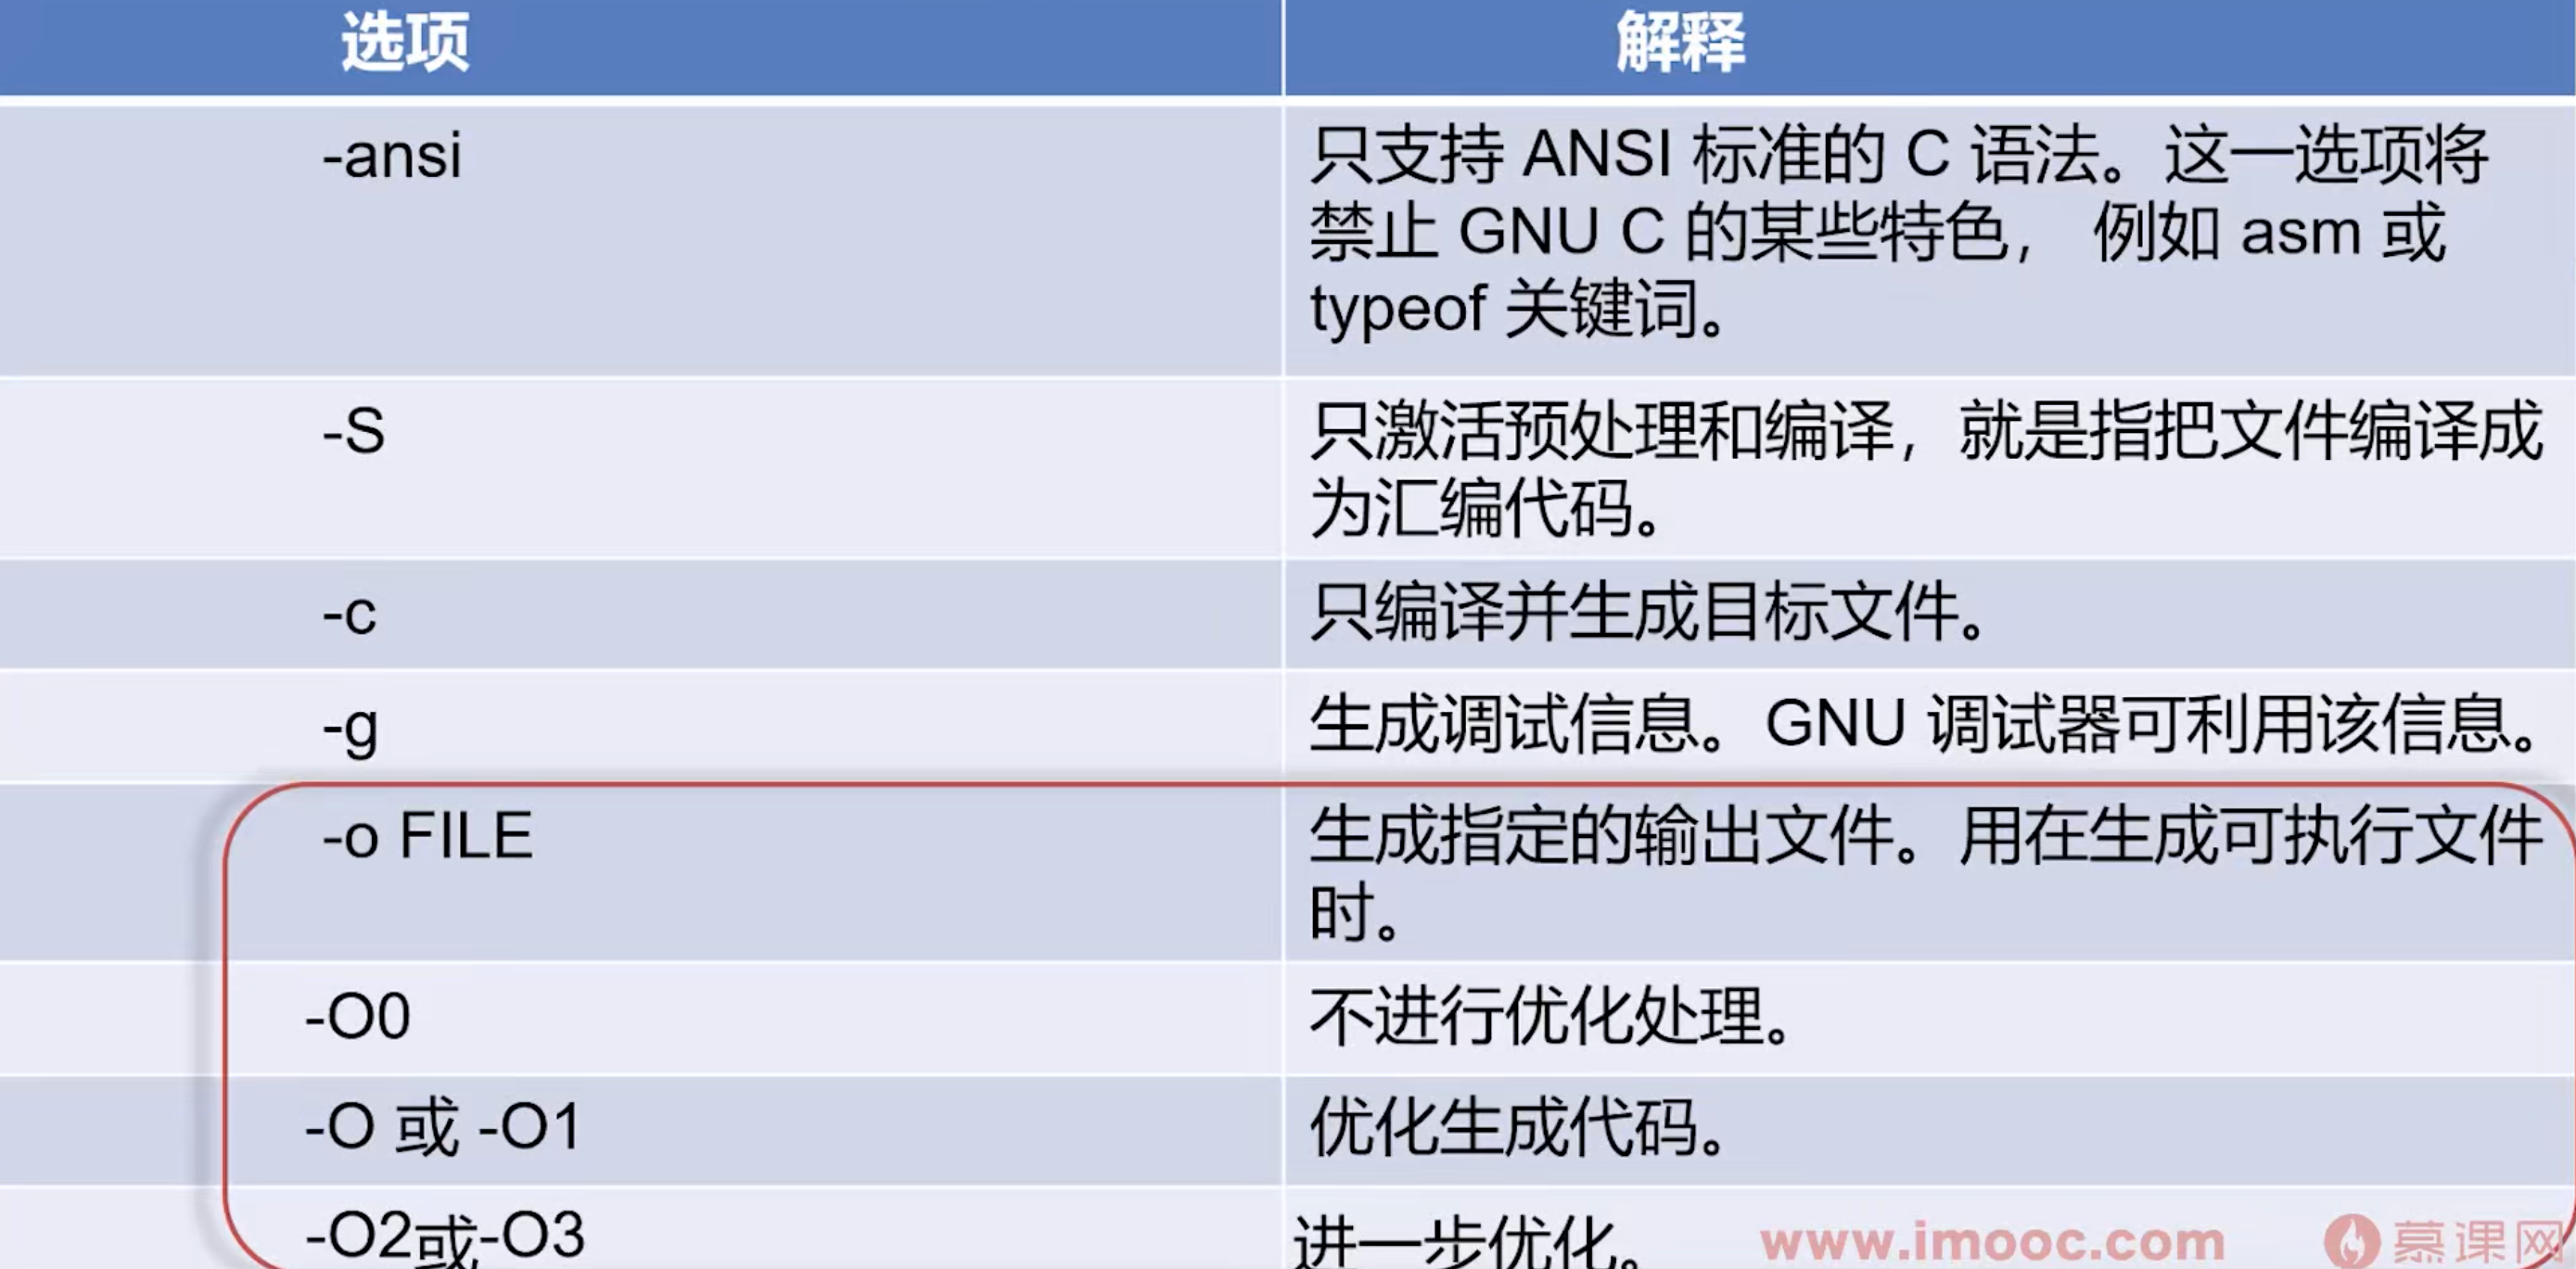 选项 解释
-ansi 只支持 ANSI 标准的 C 语法。这一选项将
禁止 GNU C 的某些特色， 例如 asm 或
typeof 关键词。
-S 只激活预处理和编译，就是指把文件编译成
为汇编代码。
-c 只编译并生成目标文件。
-g 生成调试信息。GNU 调试器可利用该信息。
-o FILE 生成指定的输出文件。用在生成可执行文件
时。
-O0 不进行优化处理。
-O 或 -O1 优化生成代码。
-O2或-O3 进一步优化。
www.imooc.com 慕课网